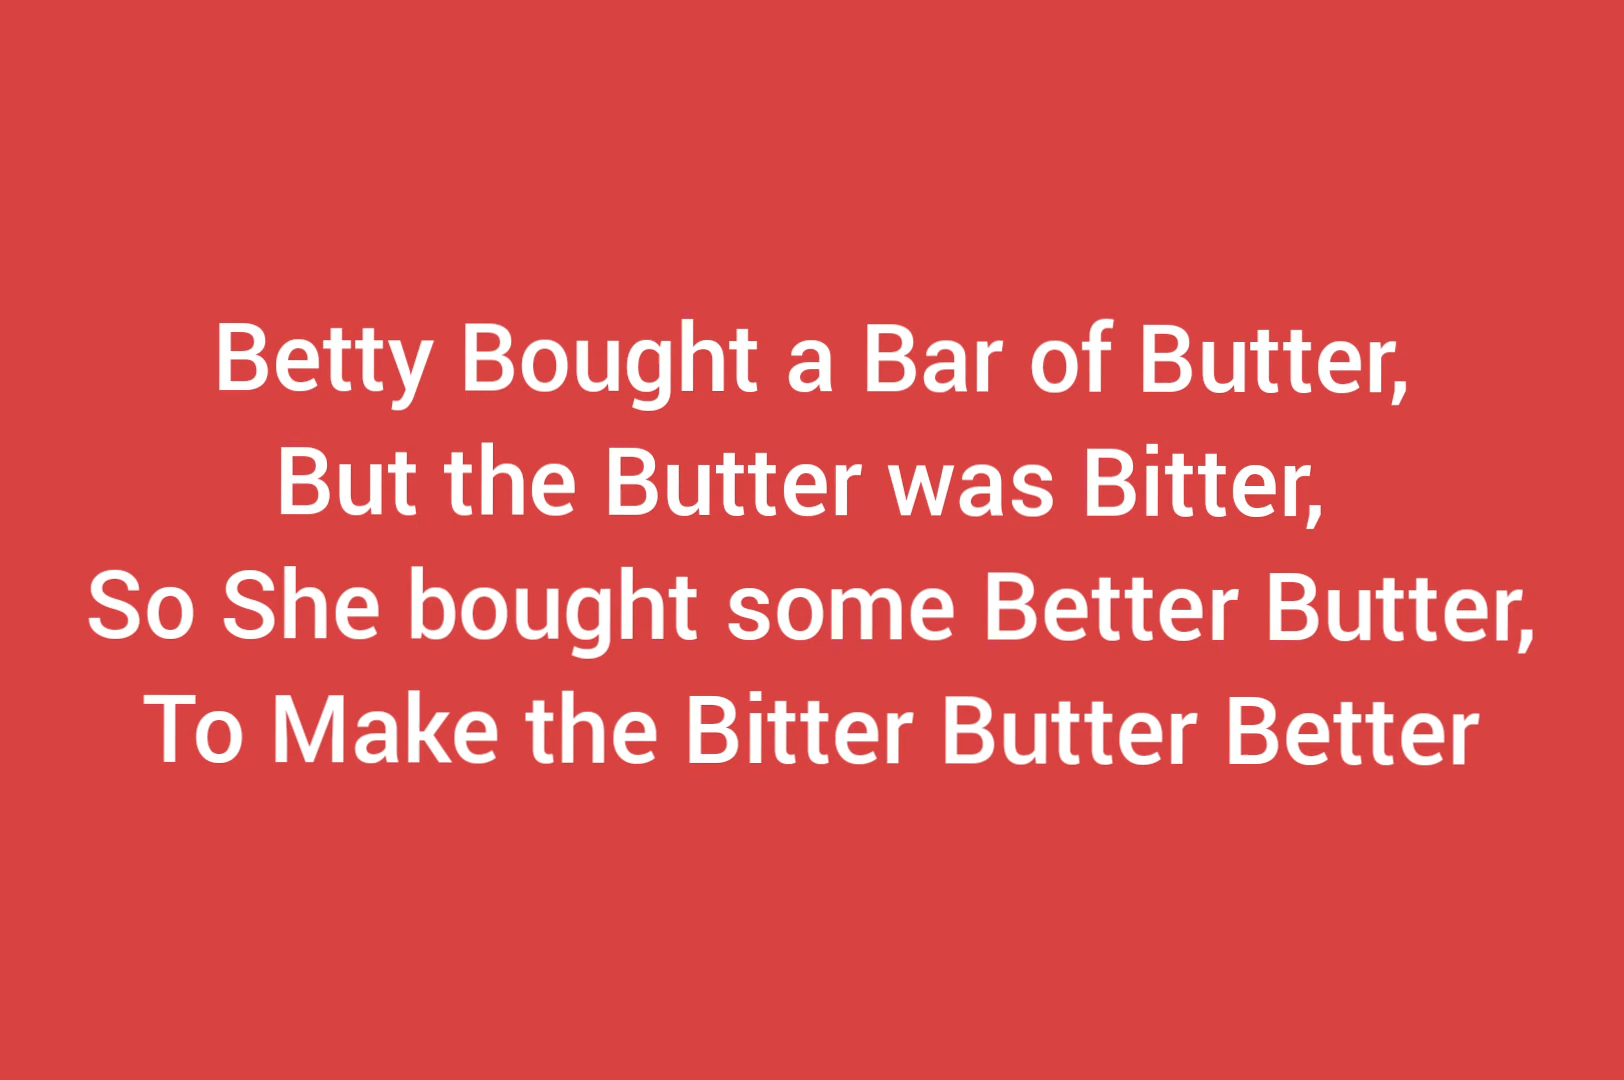 Betty Bought a Bar of Butter,
But the Butter was Bitter,
So She bought some Better Butter,
To Make the Bitter Butter Better